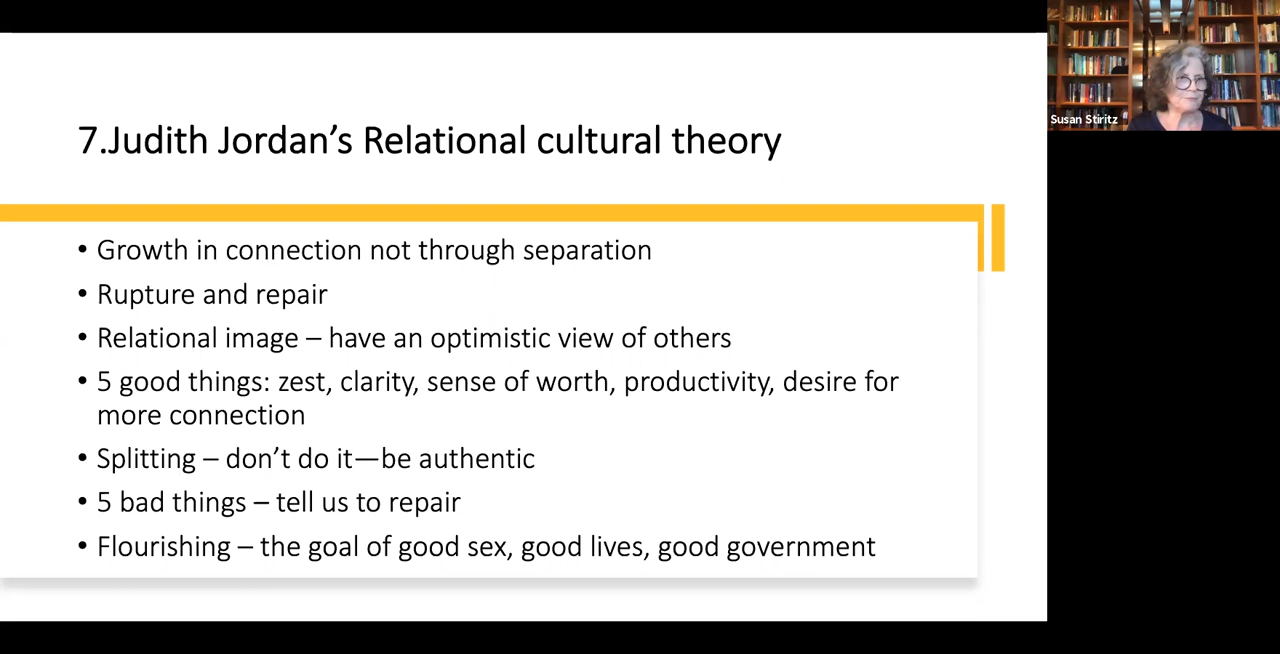 7.Judith Jordan’s Relational cultural theory
• Growth in connection not through separation
• Rupture and repair
• Relational image – have an optimistic view of others
• 5 good things: zest, clarity, sense of worth, productivity, desire for
more connection
• Splitting – don’t do it—be authentic
• 5 bad things – tell us to repair
• Flourishing – the goal of good sex, good lives, good government
Susan Stiritz